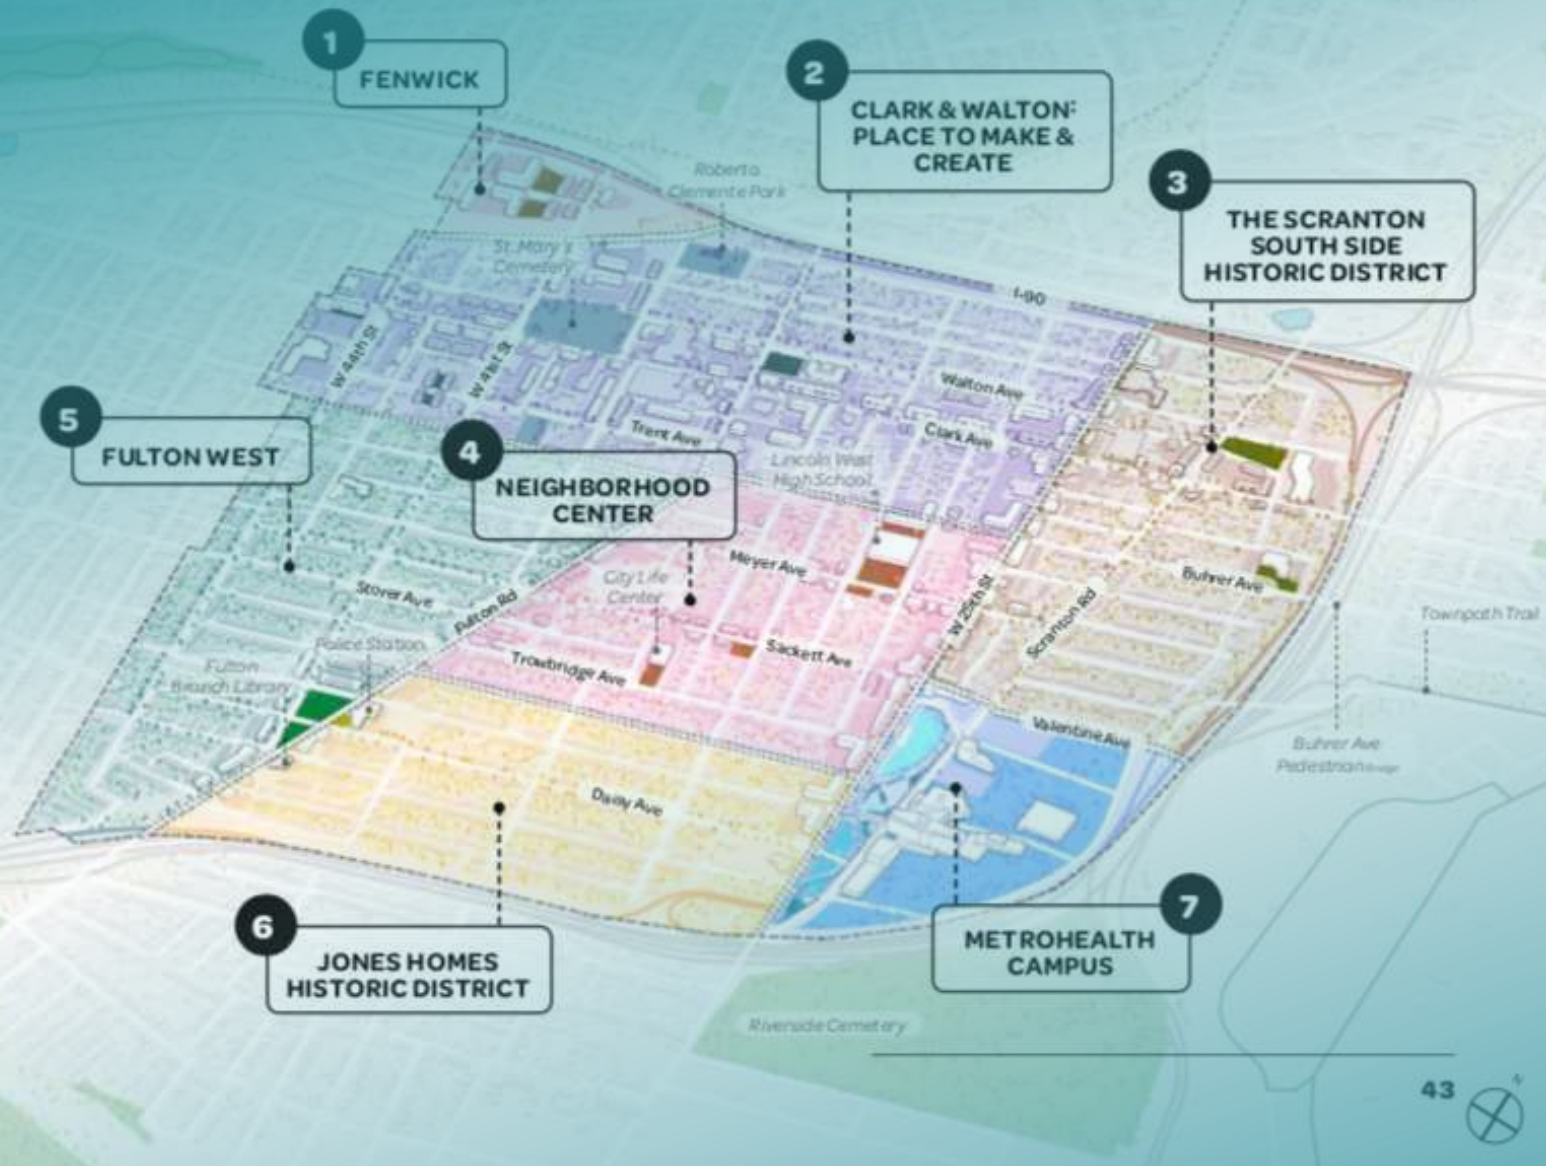 1
FENWICK
2
CLARK & WALTON:
PLACE TO MAKE &
CREATE
3
THE SCRANTON
SOUTH SIDE
HISTORIC DISTRICT
Roberto
Clemente Park
St. Mary's
Cemetery
I-90
W 44th St
W 41st St
Walton Ave
Clark Ave
Trent Ave
5
FULTON WEST
4
NEIGHBORHOOD
CENTER
Lincoln West
High School
Meyer Ave
City Life
Center
Stover Ave
Fulton Rd
W 25th St
Scranton Rd
Buhrer Ave
Towpath Trail
Police Station
Fulton
Branch Library
Trowbridge Ave
Sackett Ave
Valentine Ave
Buhrer Ave
Pedestrian Bridge
Daisy Ave
6
JONES HOMES
HISTORIC DISTRICT
7
METROHEALTH
CAMPUS
Riverside Cemetery
43
N